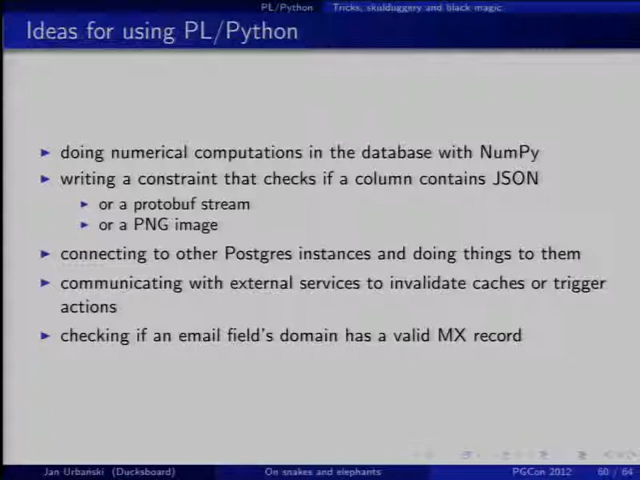 PL/Python Tricks, skulduggery and black magic
Ideas for using PL/Python
doing numerical computations in the database with NumPy
writing a constraint that checks if a column contains JSON
or a protobuf stream
or a PNG image
connecting to other Postgres instances and doing things to them
communicating with external services to invalidate caches or trigger
actions
checking if an email field's domain has a valid MX record
Jan Urbański (Ducksboard) On snakes and elephants PGCon 2012 60 / 64